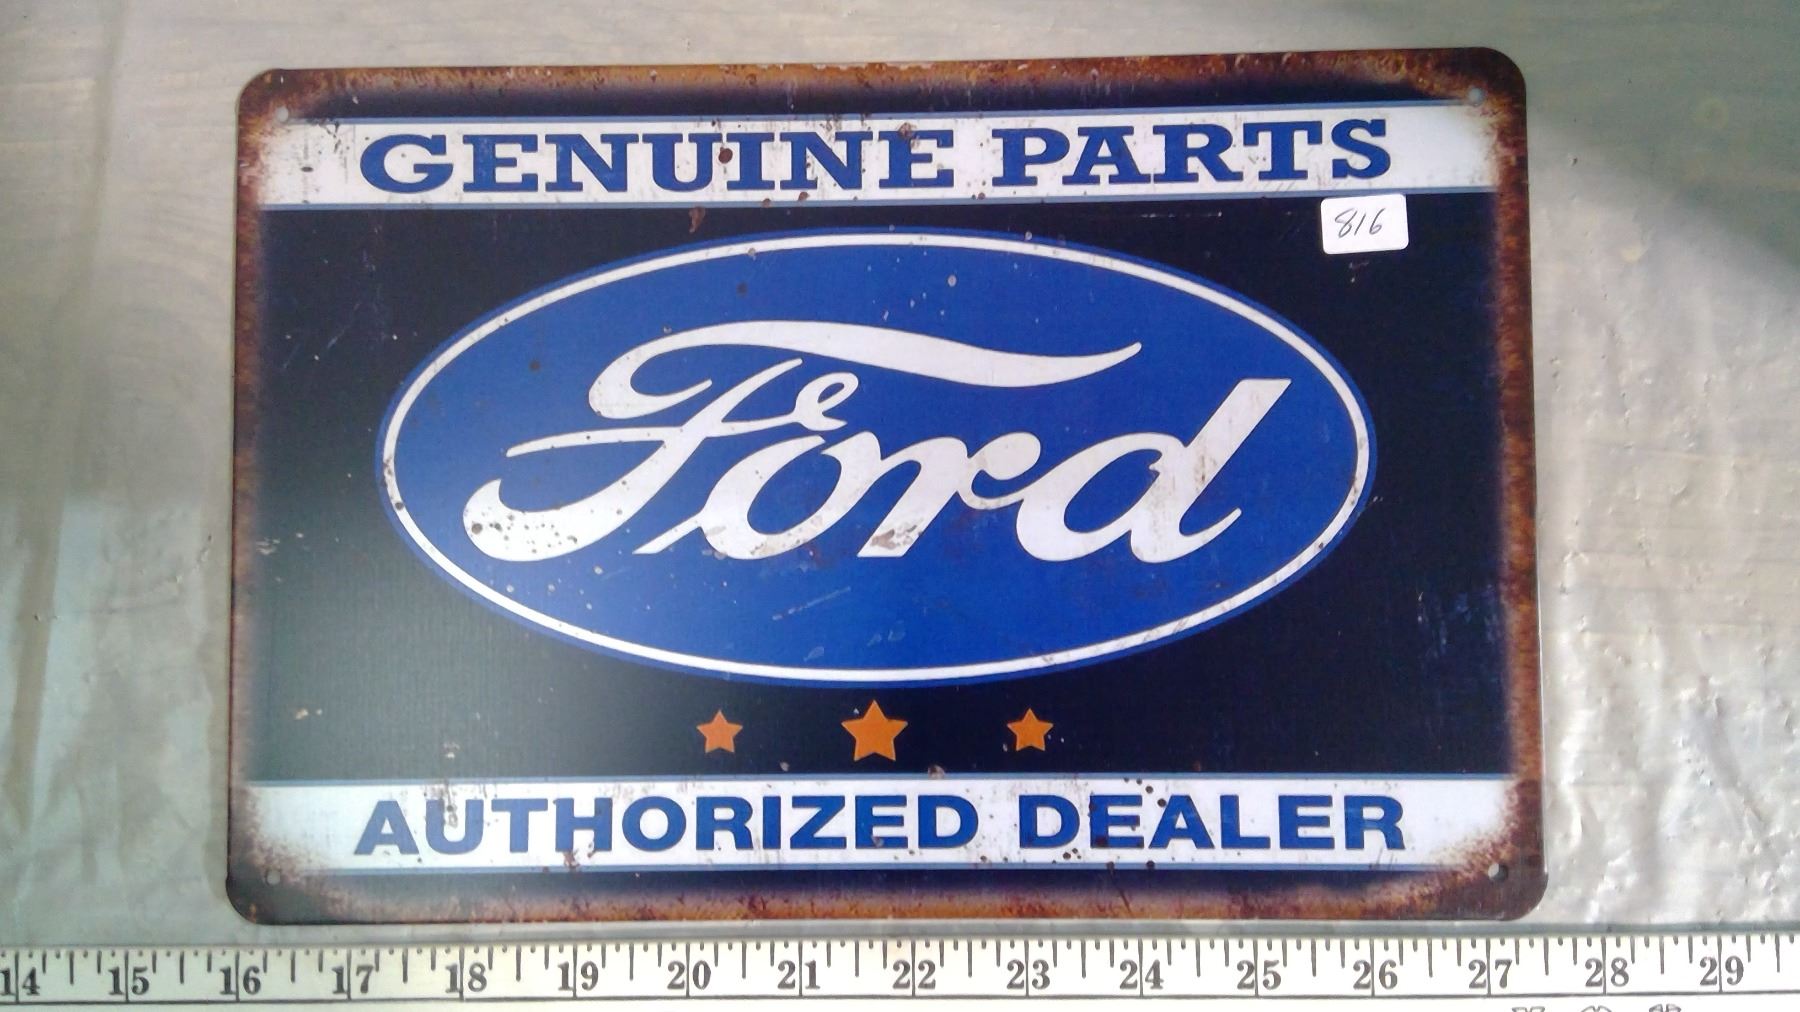 GENUINE PARTS
816
Ford
AUTHORIZED DEALER
14 15 16 17 18 19 20 21 22 23 24 25 26 27 28 29